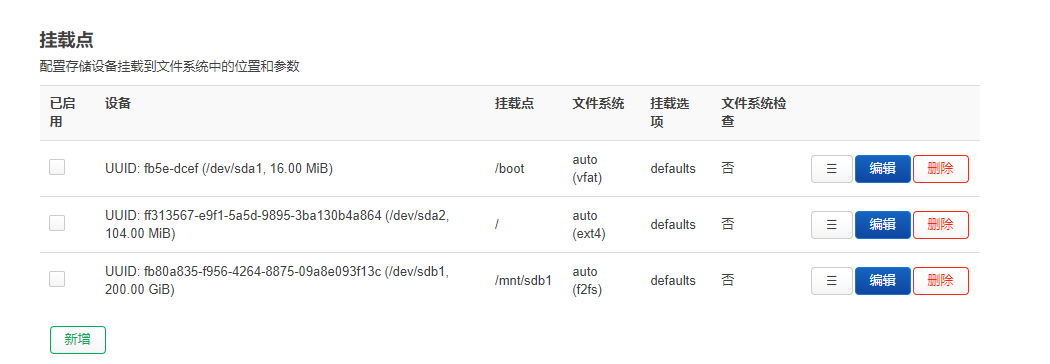 挂载点
配置存储设备挂载到文件系统中的位置和参数
已启用 设备 挂载点 文件系统 挂载选项 文件系统检查
UUID: fb5e-dcef (/dev/sda1, 16.00 MiB) /boot auto (vfat) defaults 否 ☰ 编辑 删除
UUID: ff313567-e9f1-5a5d-9895-3ba130b4a864 (/dev/sda2, 104.00 MiB) / auto (ext4) defaults 否 ☰ 编辑 删除
UUID: fb80a835-f956-4264-8875-09a8e093f13c (/dev/sdb1, 200.00 GiB) /mnt/sdb1 auto (f2fs) defaults 否 ☰ 编辑 删除
新增